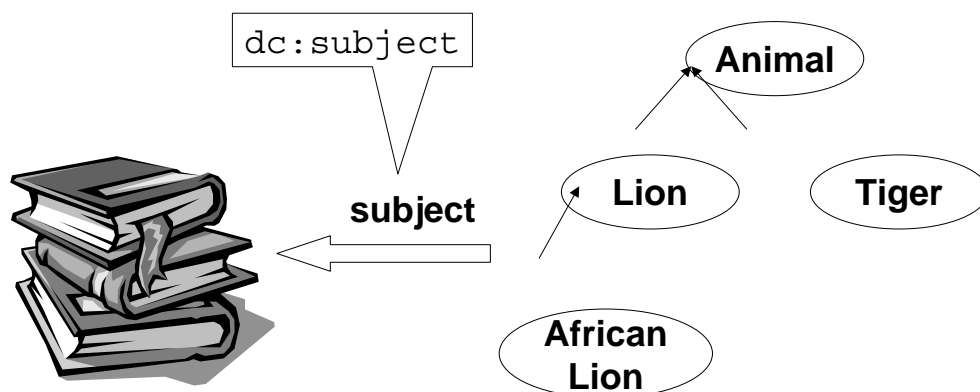 dc:subject
Animal
subject
Lion
Tiger
African
Lion